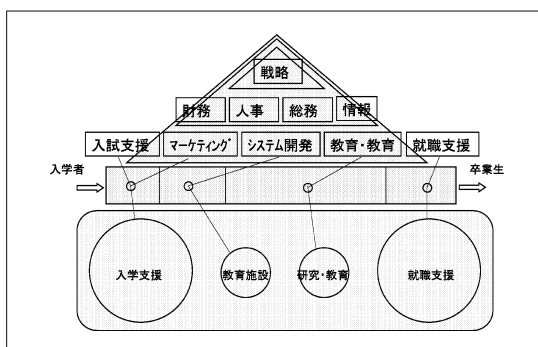 戦略
財務 人事 総務 情報
入試支援 マーケティング システム開発 教育・教育 就職支援
入学者 卒業生
入学支援 教育施設 研究・教育 就職支援